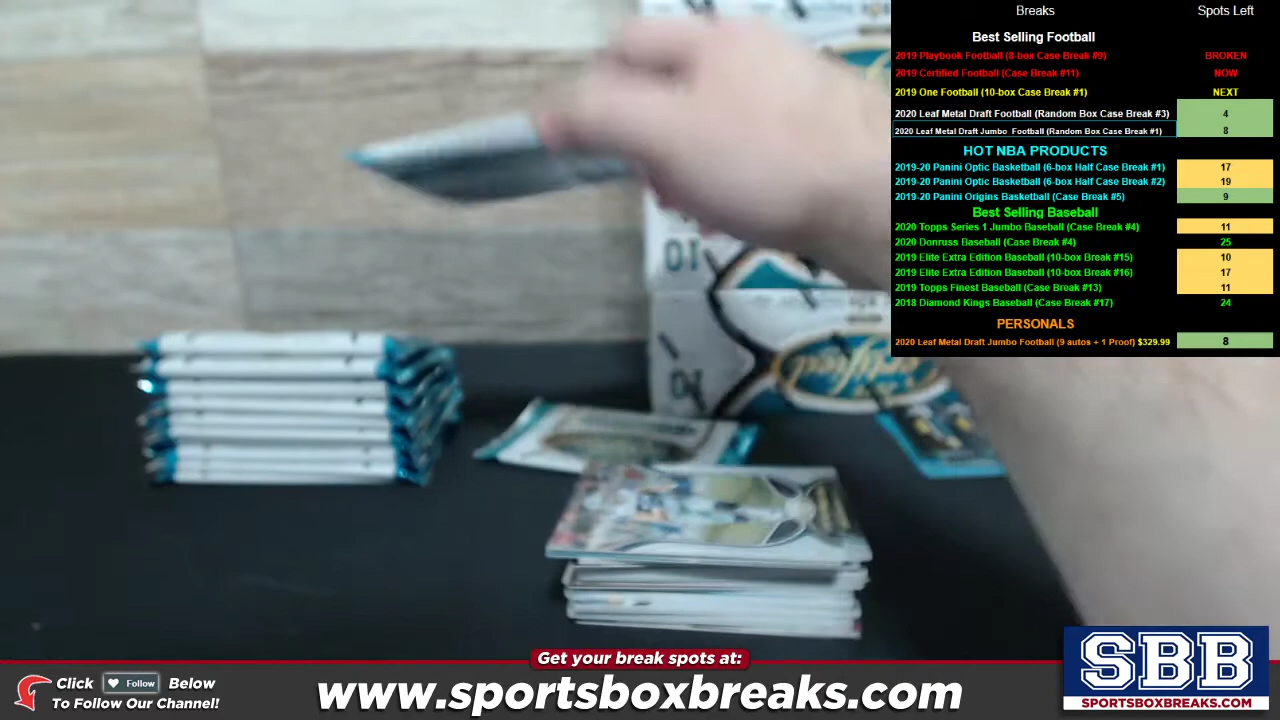 Breaks Spots Left
Best Selling Football
2019 Playbook Football (8-box Case Break #9) BROKEN
2019 Certified Football (Case Break #11) NOW
2019 One Football (10-box Case Break #1) NEXT
2020 Leaf Metal Draft Football (Random Box Case Break #3) 4
2020 Leaf Metal Draft Jumbo Football (Random Box Case Break #1) 8
HOT NBA PRODUCTS
2019-20 Panini Optic Basketball (6-box Half Case Break #1) 17
2019-20 Panini Optic Basketball (6-box Half Case Break #2) 19
2019-20 Panini Origins Basketball (Case Break #5) 9
Best Selling Baseball
2020 Topps Series 1 Jumbo Baseball (Case Break #4) 11
2020 Donruss Baseball (Case Break #4) 25
2019 Elite Extra Edition Baseball (10-box Break #15) 10
2019 Elite Extra Edition Baseball (10-box Break #16) 17
2019 Topps Finest Baseball (Case Break #13) 11
2018 Diamond Kings Baseball (Case Break #17) 24
PERSONALS
2020 Leaf Metal Draft Jumbo Football (9 autos + 1 Proof) $329.99 8
10
10
Certified
Get your break spots at:
Click Follow Below
To Follow Our Channel!
www.sportsboxbreaks.com
SBB
SPORTSBOXBREAKS.COM